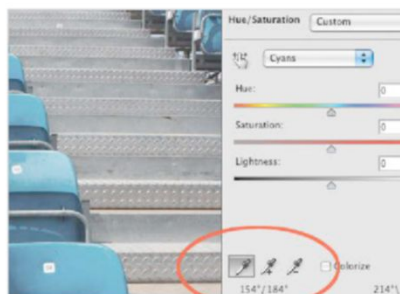 Hue/Saturation Custom
Cyans
Hue: 0
Saturation: 0
Lightness: 0
Colorize
154°/184° 214°\